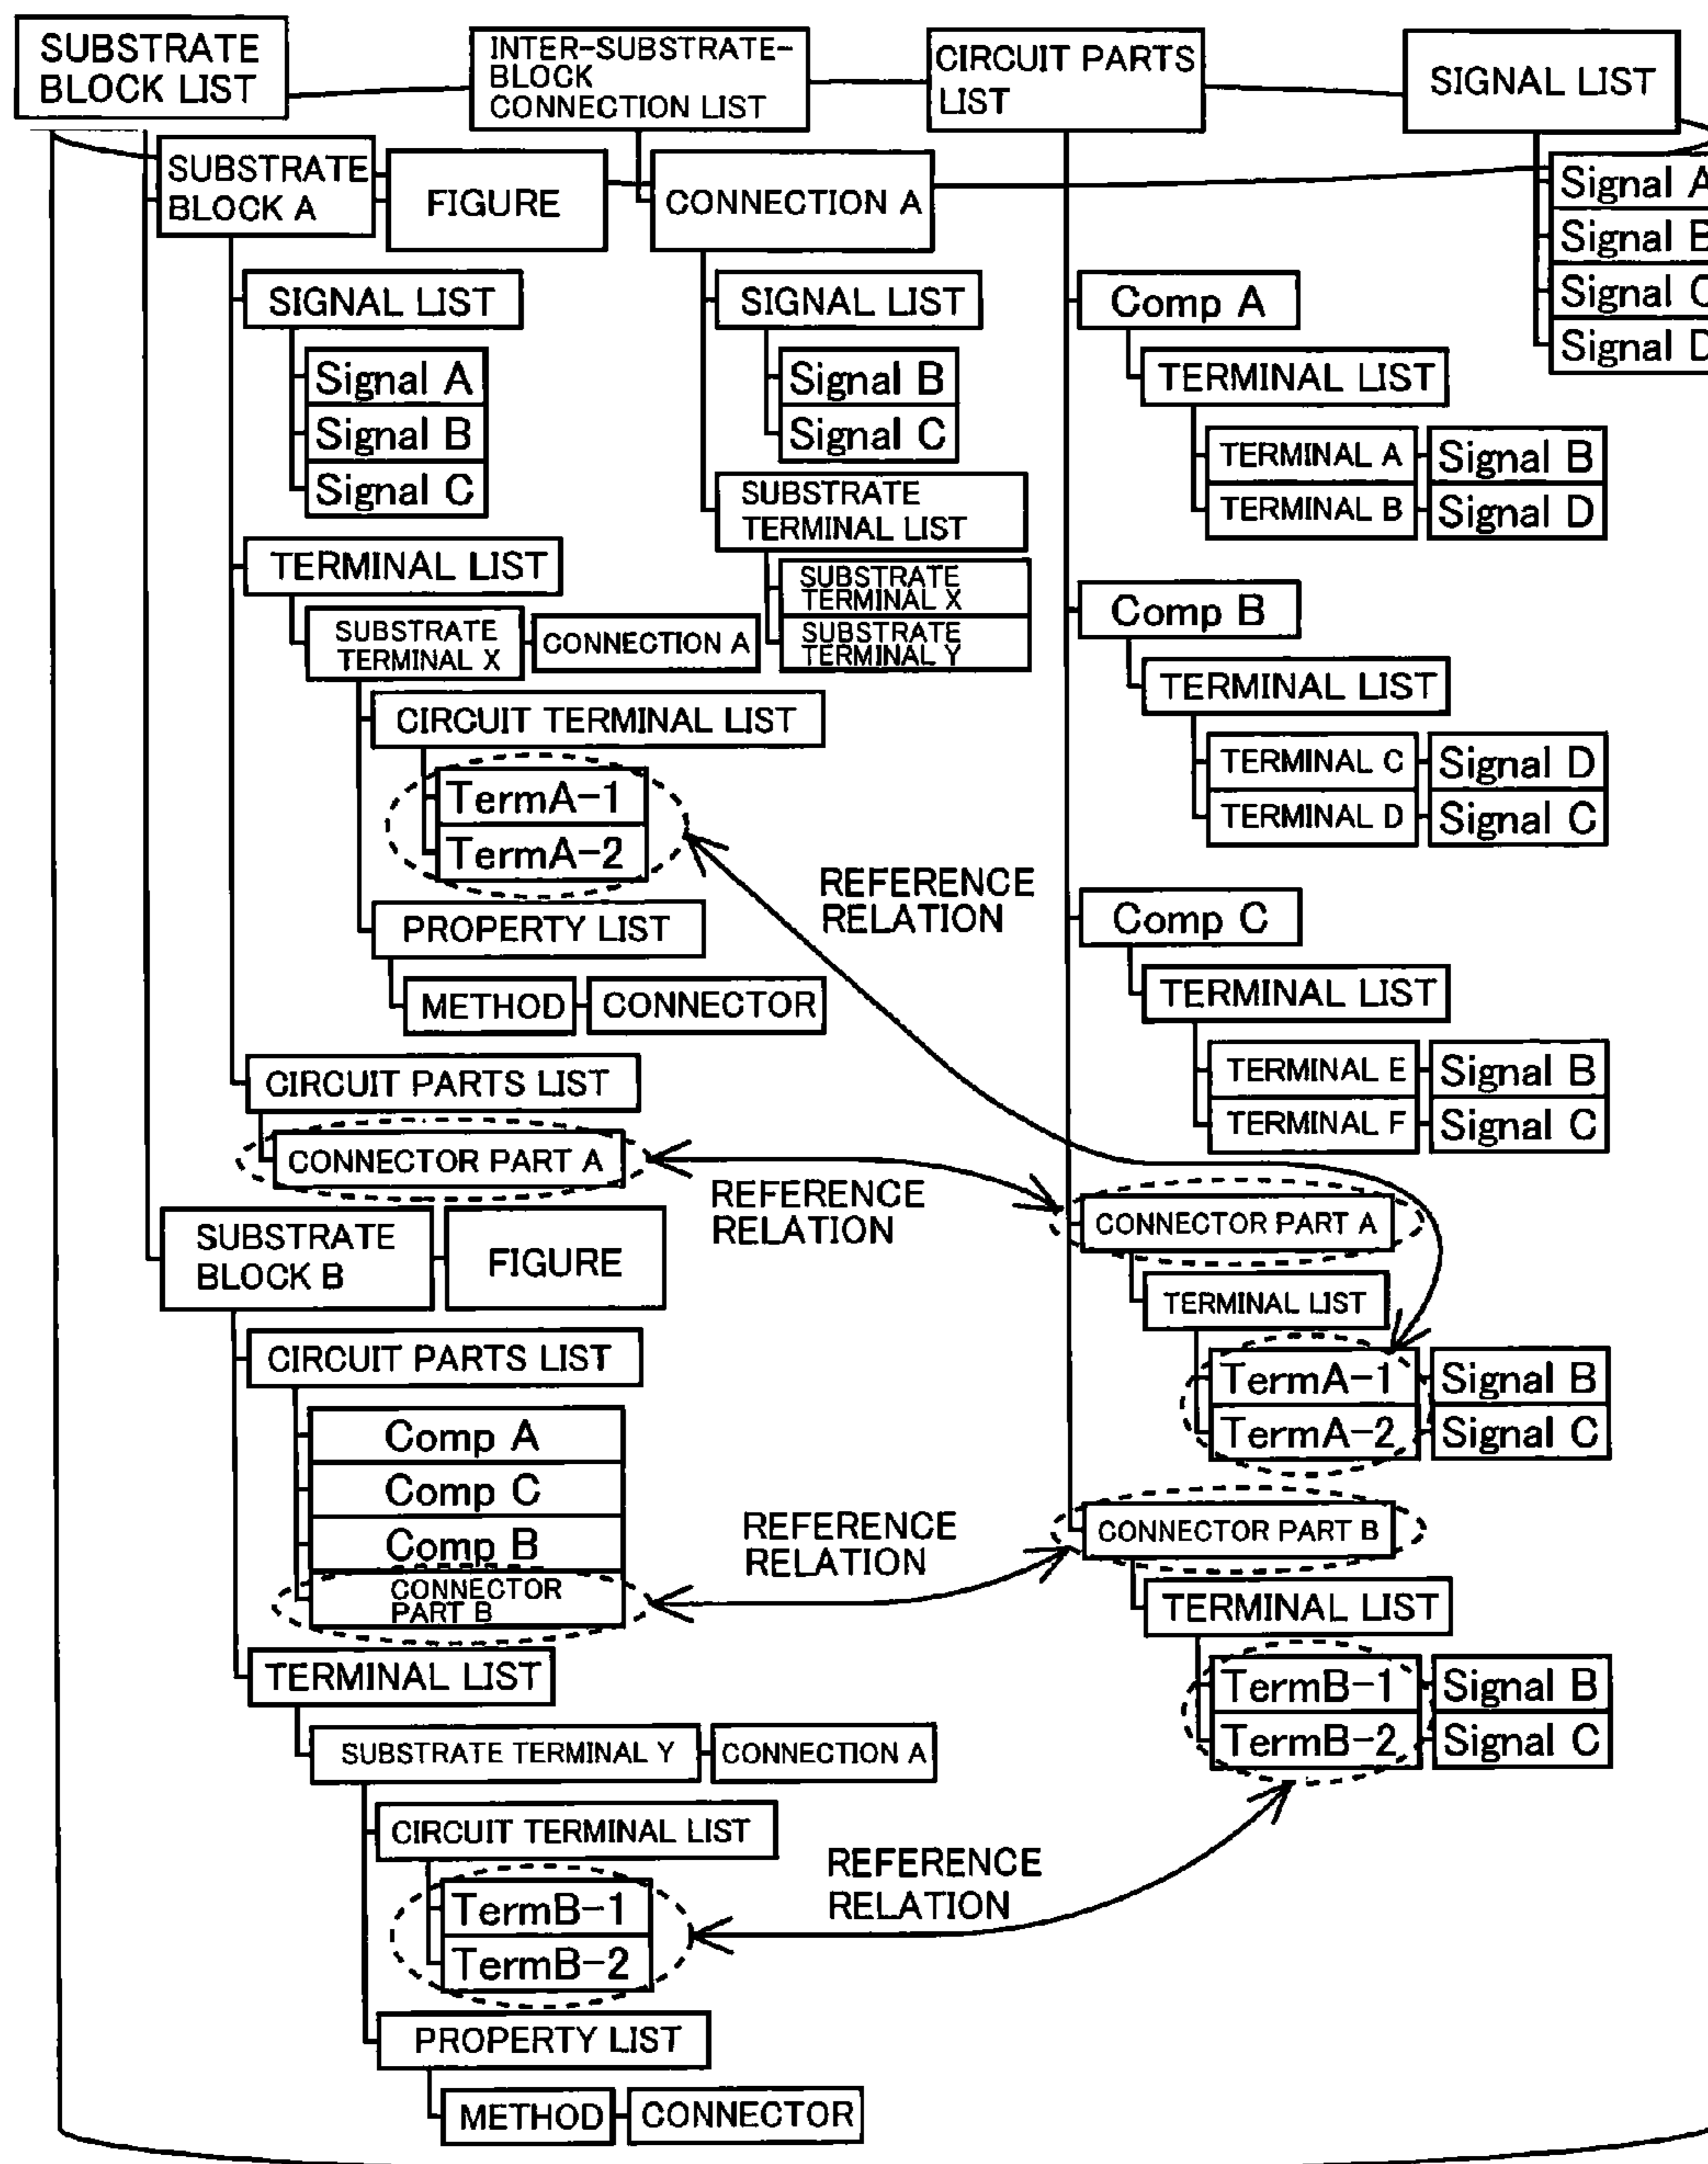 SUBSTRATE
BLOCK LIST
INTER-SUBSTRATE-
BLOCK
CONNECTION LIST
CIRCUIT PARTS
LIST
SIGNAL LIST
SUBSTRATE
BLOCK A
FIGURE
SIGNAL LIST
Signal A
Signal B
Signal C
TERMINAL LIST
SUBSTRATE
TERMINAL X
CONNECTION A
CIRCUIT TERMINAL LIST
TermA-1
TermA-2
PROPERTY LIST
METHOD
CONNECTOR
CIRCUIT PARTS LIST
CONNECTOR PART A
SUBSTRATE
BLOCK B
FIGURE
CIRCUIT PARTS LIST
Comp A
Comp C
Comp B
CONNECTOR
PART B
TERMINAL LIST
SUBSTRATE TERMINAL Y
CONNECTION A
CIRCUIT TERMINAL LIST
TermB-1
TermB-2
PROPERTY LIST
METHOD
CONNECTOR
CONNECTION A
SIGNAL LIST
Signal B
Signal C
SUBSTRATE
TERMINAL LIST
SUBSTRATE
TERMINAL X
SUBSTRATE
TERMINAL Y
REFERENCE
RELATION
REFERENCE
RELATION
REFERENCE
RELATION
REFERENCE
RELATION
Comp A
TERMINAL LIST
TERMINAL A Signal B
TERMINAL B Signal D
Comp B
TERMINAL LIST
TERMINAL C Signal D
TERMINAL D Signal C
Comp C
TERMINAL LIST
TERMINAL E Signal B
TERMINAL F Signal C
CONNECTOR PART A
TERMINAL LIST
TermA-1 Signal B
TermA-2 Signal C
CONNECTOR PART B
TERMINAL LIST
TermB-1 Signal B
TermB-2 Signal C
Signal A
Signal B
Signal C
Signal D